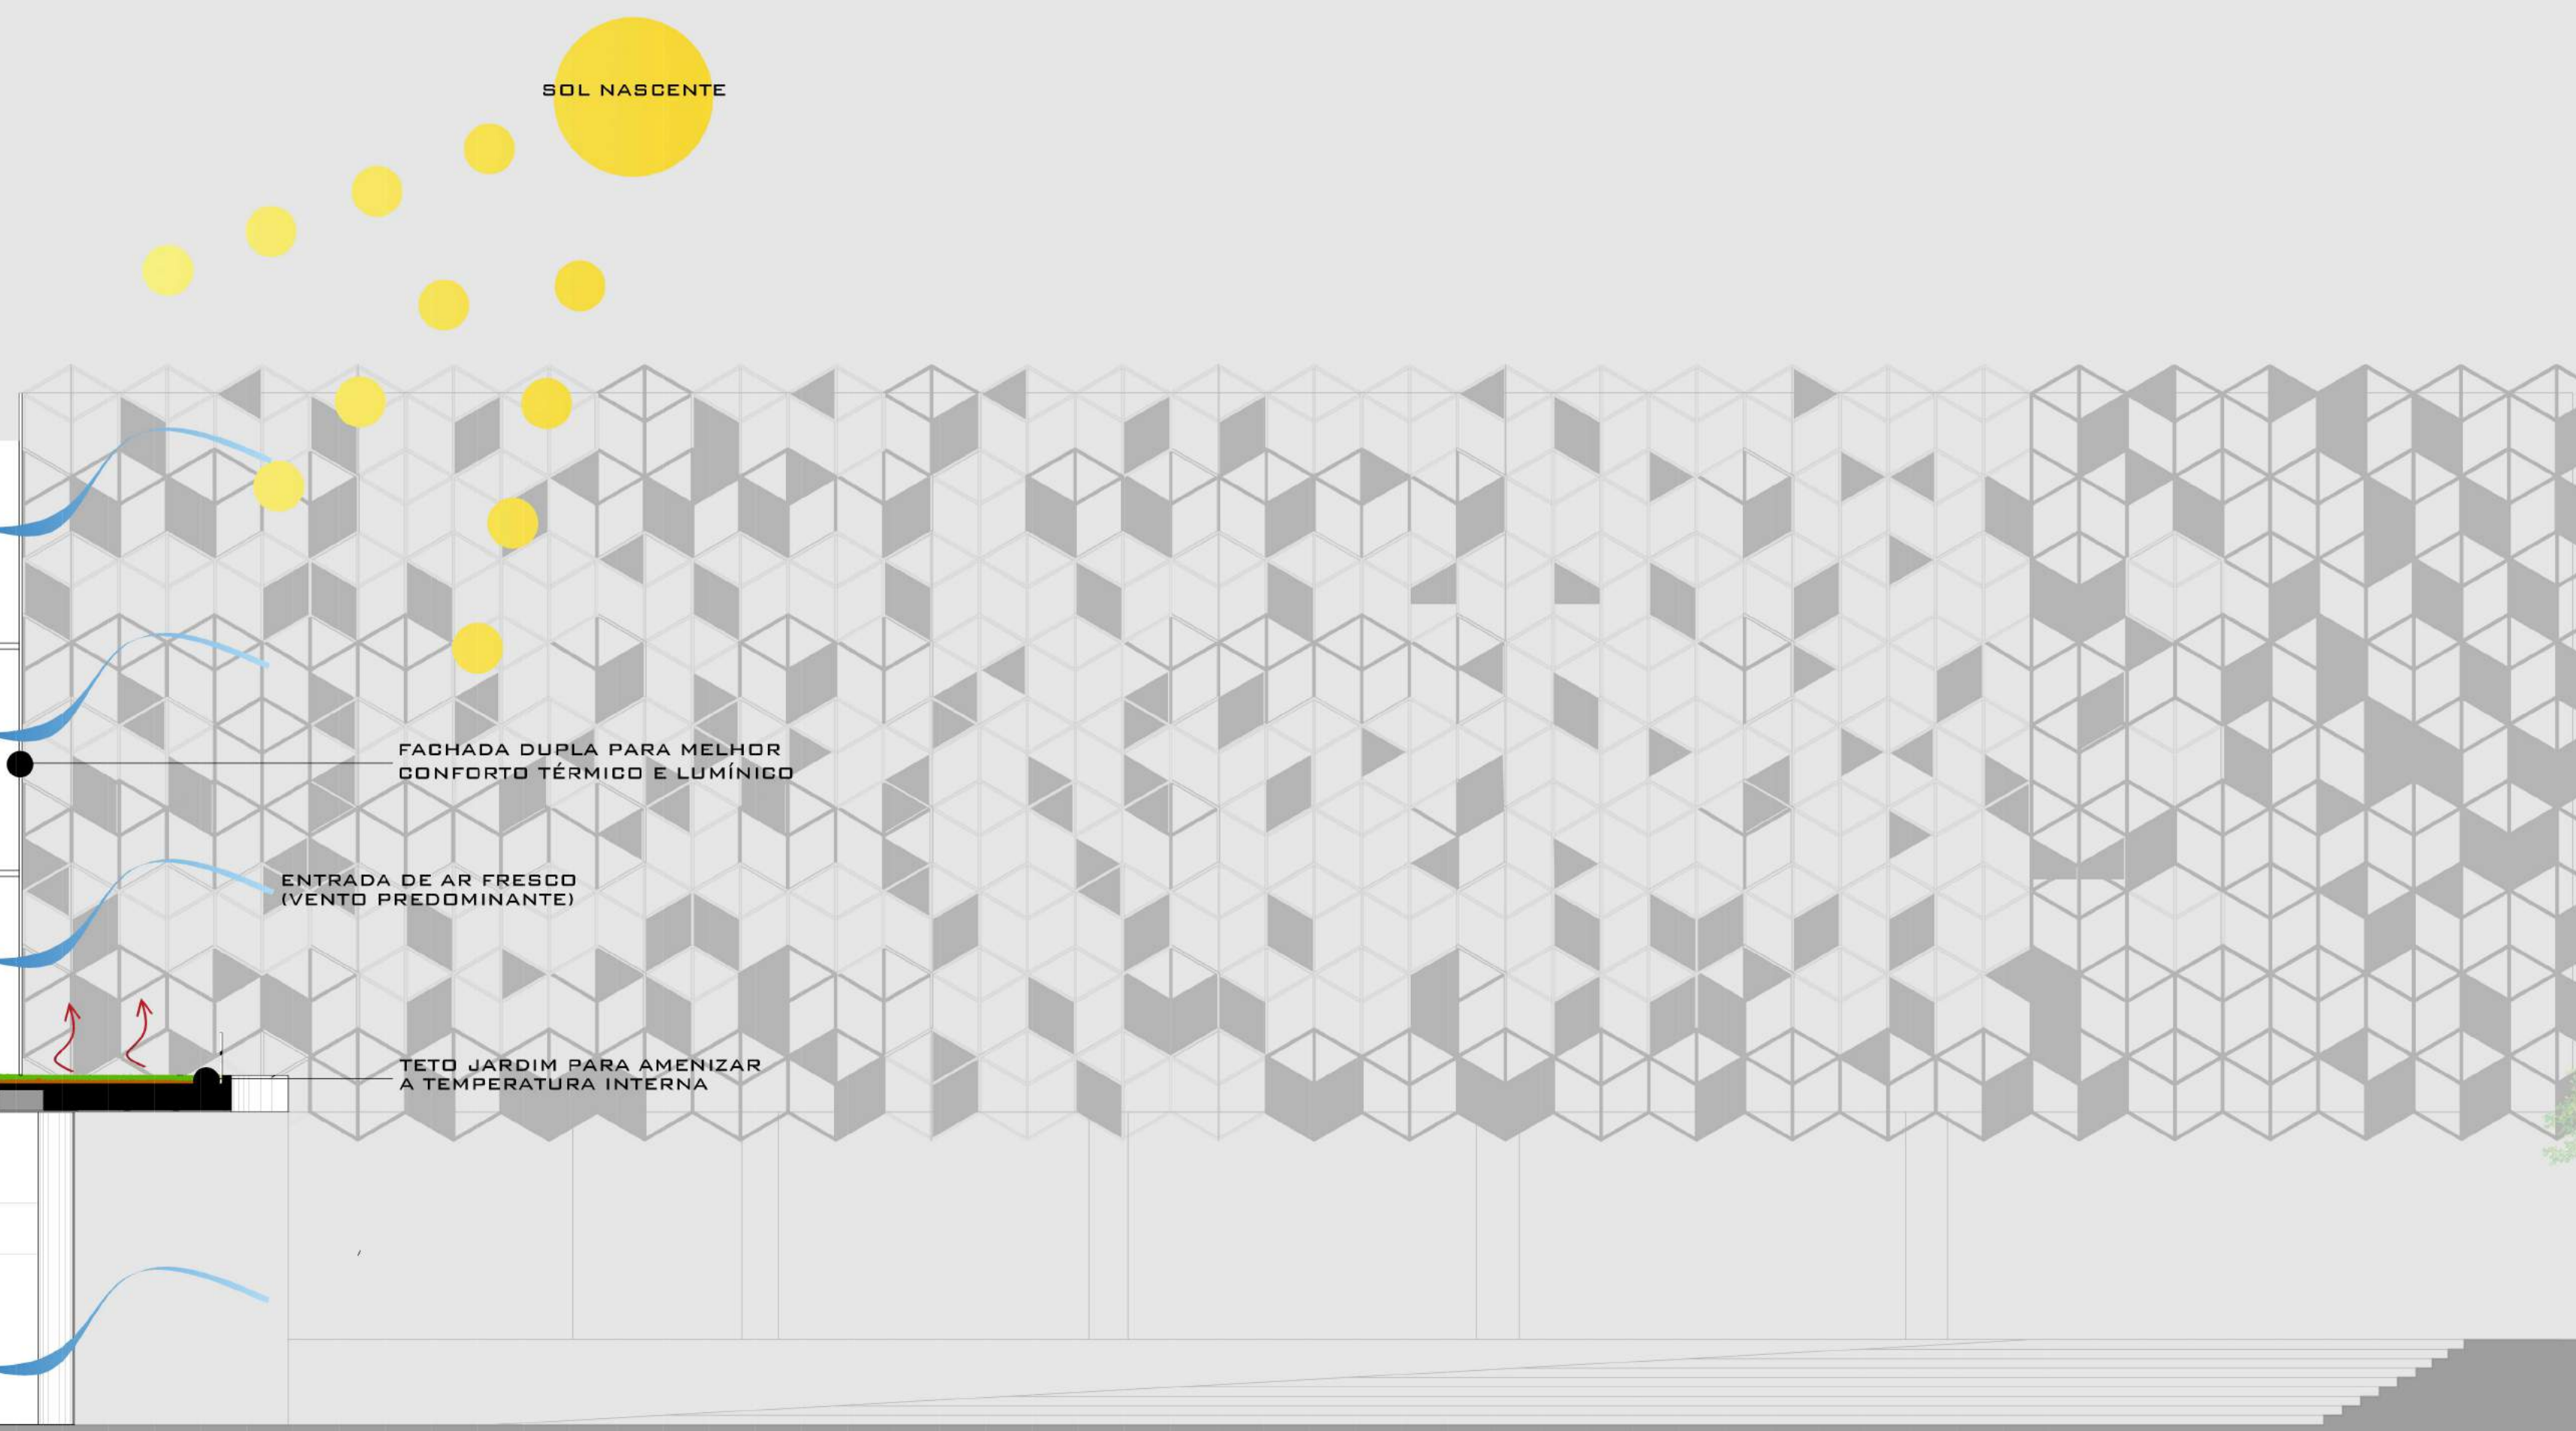 SOL NASCENTE
FACHADA DUPLA PARA MELHOR
CONFORTO TÉRMICO E LUMÍNICO
ENTRADA DE AR FRESCO
(VENTO PREDOMINANTE)
TETO JARDIM PARA AMENIZAR
A TEMPERATURA INTERNA